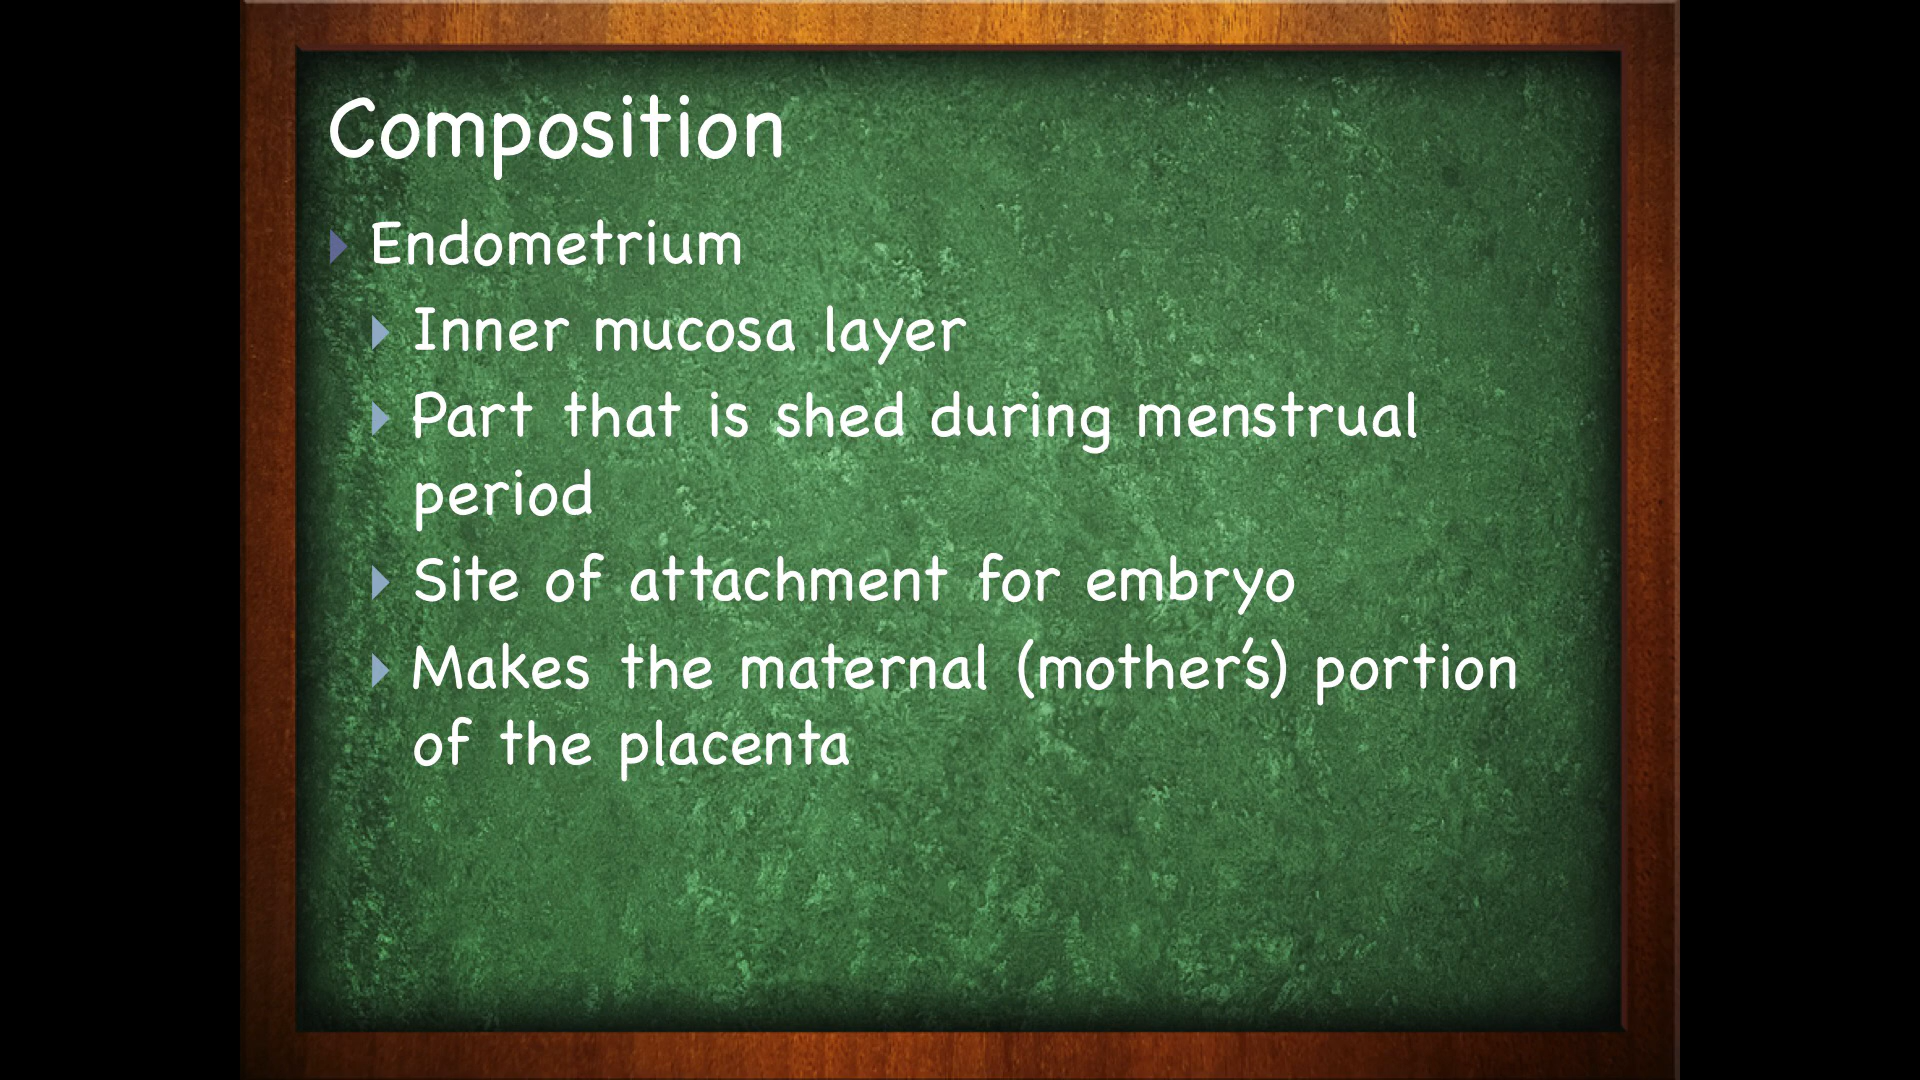 Composition
Endometrium
Inner mucosa layer
Part that is shed during menstrual
period
Site of attachment for embryo
Makes the maternal (mother's) portion
of the placenta